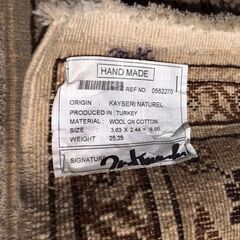 HAND MADE
REF NO : 0562270
ORIGIN : KAYSERI NATUREL
PRODUCED IN : TURKEY
MATERIAL : WOOL ON COTTON
SIZE : 3,63 X 2,44 = 8,86
WEIGHT : 25,25
SIGNATURE